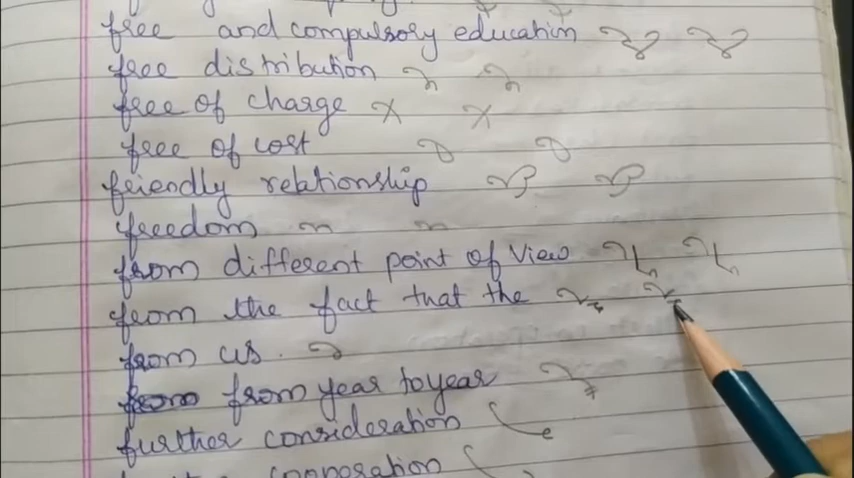 free and compulsory education
free distribution
free of charge
free of cost
friendly relationship
freedom
from different point of view
from the fact that the
from us.
from year to year
further consideration
cooperation